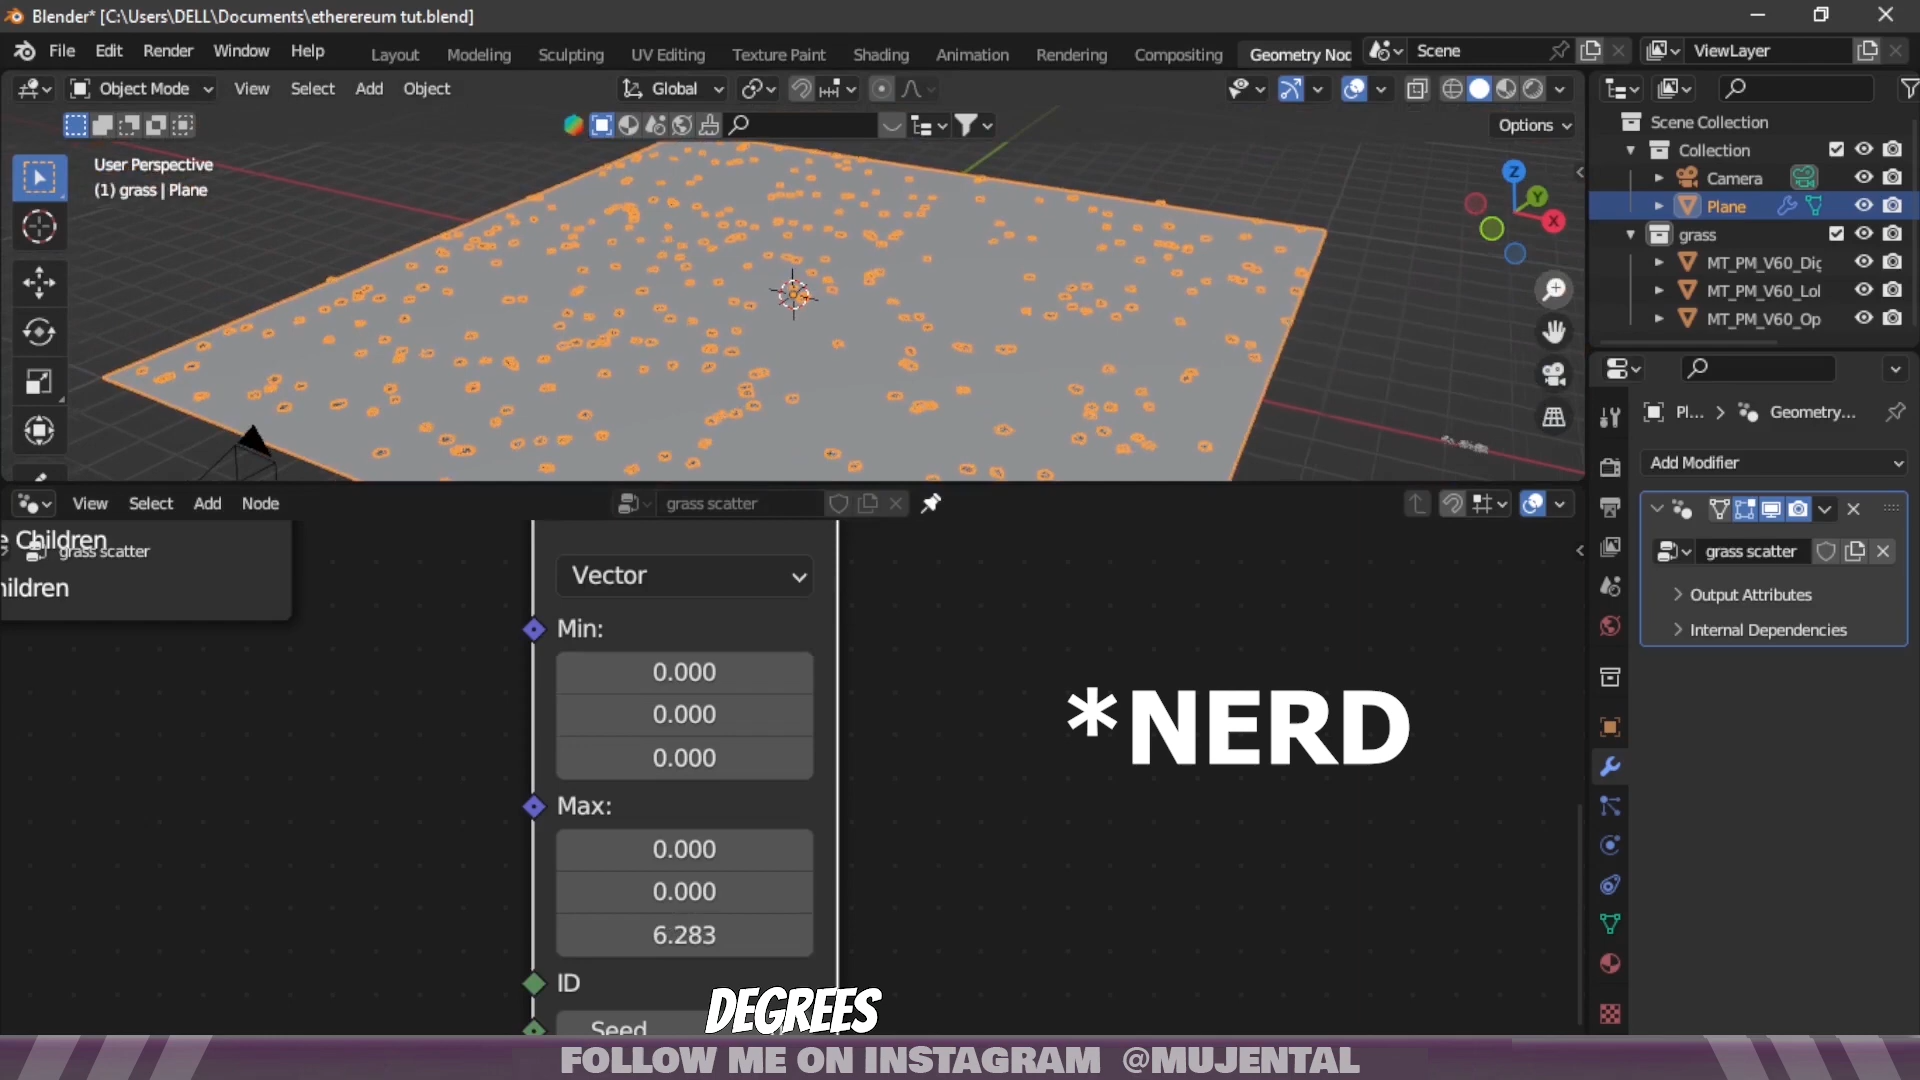 Blender* [C:\Users\DELL\Documents\etherereum tut.blend]
File Edit Render Window Help Layout Modeling Sculpting UV Editing Texture Paint Shading Animation Rendering Compositing Geometry Noc Scene ViewLayer
Object Mode View Select Add Object Global
Options
User Perspective
(1) grass | Plane
Z
Y
X
Scene Collection
Collection
Camera
Plane
grass
MT_PM_V60_Dig
MT_PM_V60_Lol
MT_PM_V60_Op
Pl... Geometry...
Add Modifier
grass scatter
Output Attributes
Internal Dependencies
View Select Add Node grass scatter
e Children
grass scatter
hildren
Vector
Min:
0.000
0.000
0.000
Max:
0.000
0.000
6.283
ID
Seed
*NERD
DEGREES
FOLLOW ME ON INSTAGRAM @MUJENTAL